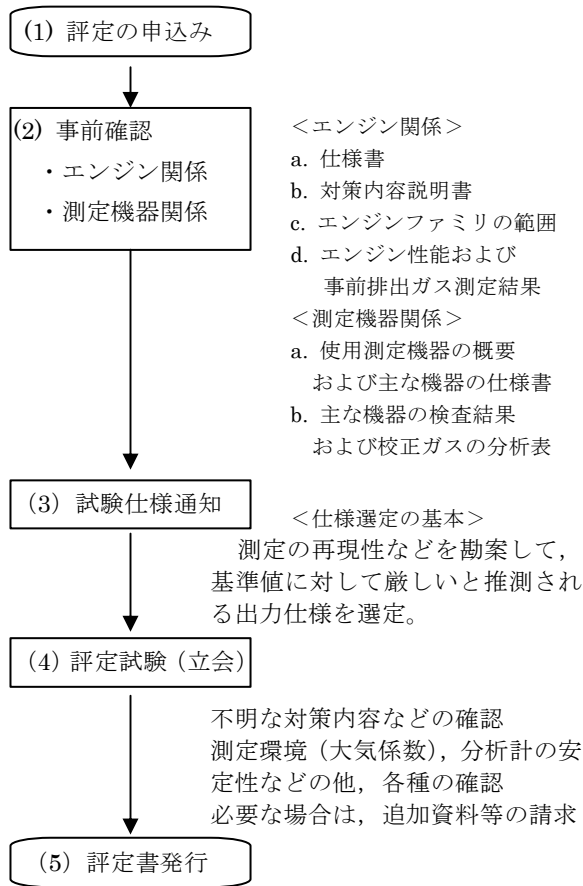 (1) 評定の申込み
(2) 事前確認
・エンジン関係
・測定機器関係
＜エンジン関係＞
a. 仕様書
b. 対策内容説明書
c. エンジンファミリの範囲
d. エンジン性能および
事前排出ガス測定結果
＜測定機器関係＞
a. 使用測定機器の概要
および主な機器の仕様書
b. 主な機器の検査結果
および校正ガスの分析表
(3) 試験仕様通知
＜仕様選定の基本＞
測定の再現性などを勘案して，
基準値に対して厳しいと推測され
る出力仕様を選定。
(4) 評定試験（立会）
不明な対策内容などの確認
測定環境（大気係数），分析計の安
定性などの他，各種の確認
必要な場合は，追加資料等の請求
(5) 評定書発行